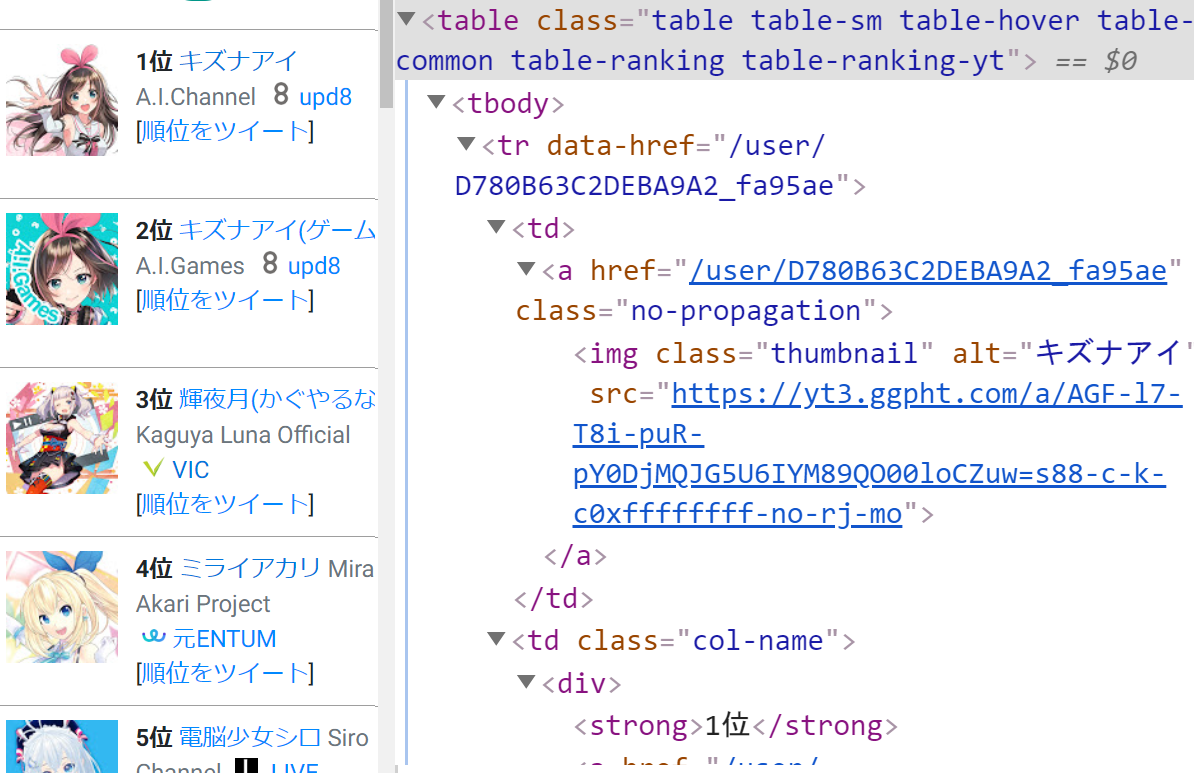 1位 キズナアイ
A.I.Channel 8 upd8
[順位をツイート]
2位 キズナアイ(ゲーム
A.I.Games 8 upd8
[順位をツイート]
A.I.Games
3位 輝夜月(かぐやるな
Kaguya Luna Official
VIC
[順位をツイート]
4位 ミライアカリ Mira
Akari Project
元ENTUM
[順位をツイート]
5位 電脳少女シロ Siro
Channel .LIVE
<table class="table table-sm table-hover table-
common table-ranking table-ranking-yt"> == $0
<tbody>
<tr data-href="/user/
D780B63C2DEBA9A2_fa95ae">
<td>
<a href="/user/D780B63C2DEBA9A2_fa95ae"
class="no-propagation">
<img class="thumbnail" alt="キズナアイ"
src="https://yt3.ggpht.com/a/AGF-l7-
T8i-puR-
pY0DjMQJG5U6IYM89QO00loCZuw=s88-c-k-
c0xffffffff-no-rj-mo">
</a>
</td>
<td class="col-name">
<div>
<strong>1位</strong>
<a href="/user/